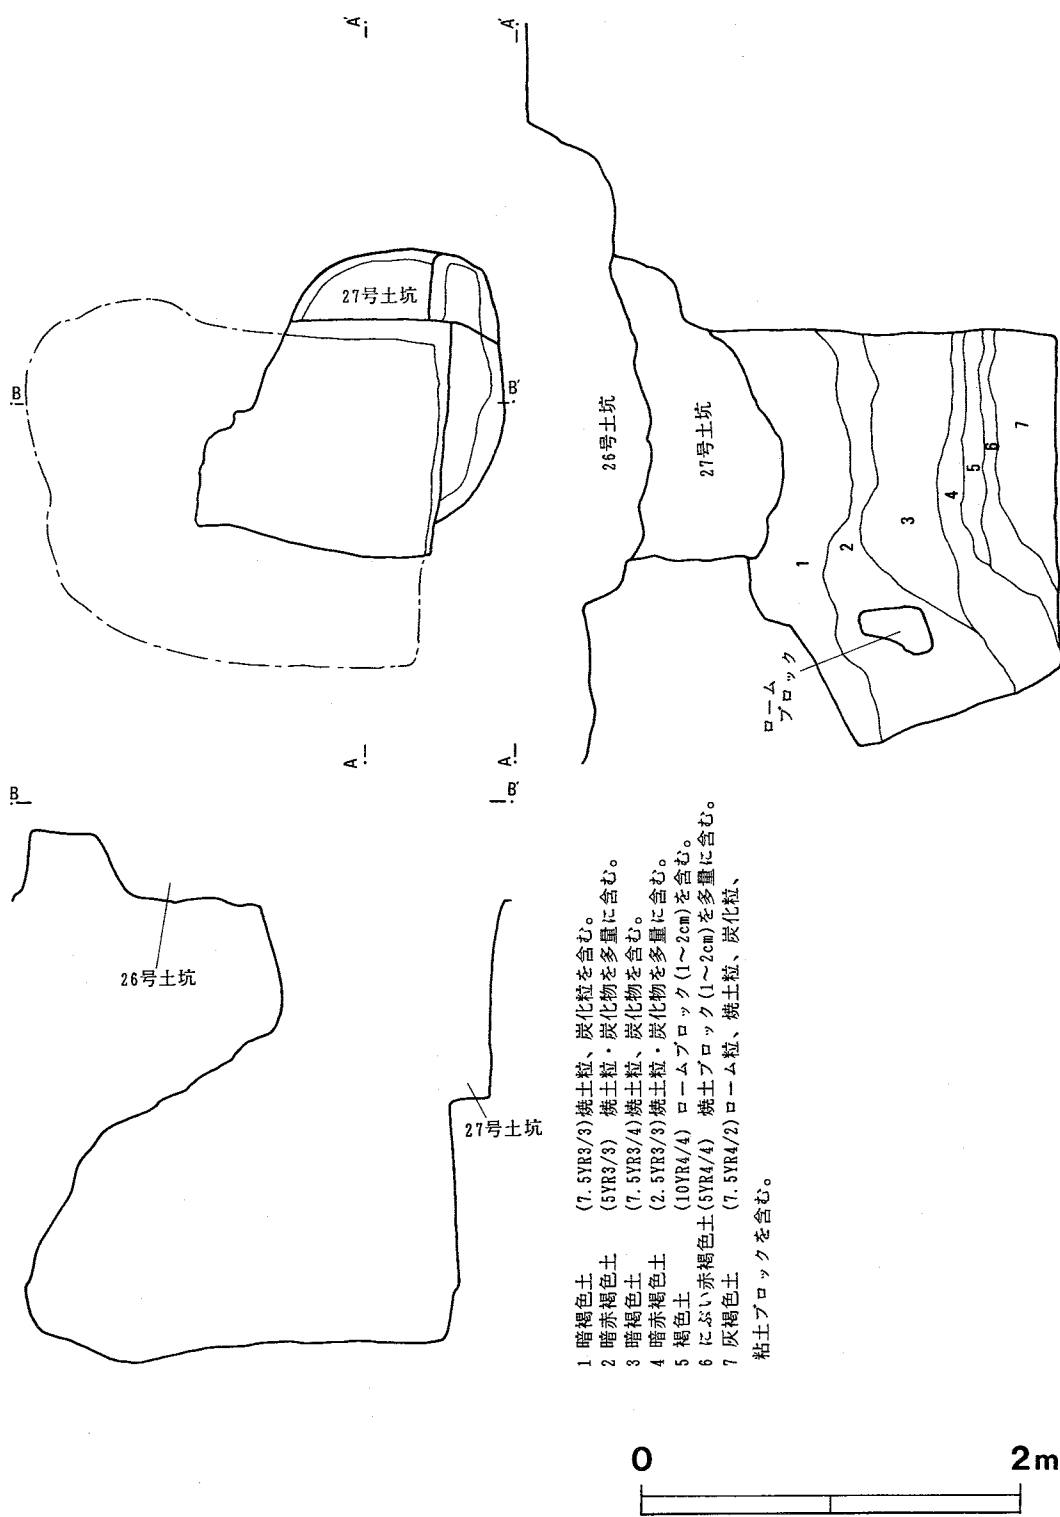 A
A′
A
A′
B
B′
B
B′
27号土坑
26号土坑
27号土坑
26号土坑
27号土坑
1
2
3
4
5
6
7
ローム
ブロック
1 暗褐色土 (7.5YR3/3)焼土粒、炭化粒を含む。
2 暗赤褐色土 (5YR3/3) 焼土粒・炭化物を多量に含む。
3 暗褐色土 (7.5YR3/4)焼土粒、炭化物を含む。
4 暗赤褐色土 (2.5YR3/3)焼土粒・炭化物を多量に含む。
5 褐色土 (10YR4/4) ロームブロック(1~2cm)を含む。
6 にぶい赤褐色土(5YR4/4) 焼土ブロック(1~2cm)を多量に含む。
7 灰褐色土 (7.5YR4/2)ローム粒、焼土粒、炭化粒、
粘土ブロックを含む。
0 2m